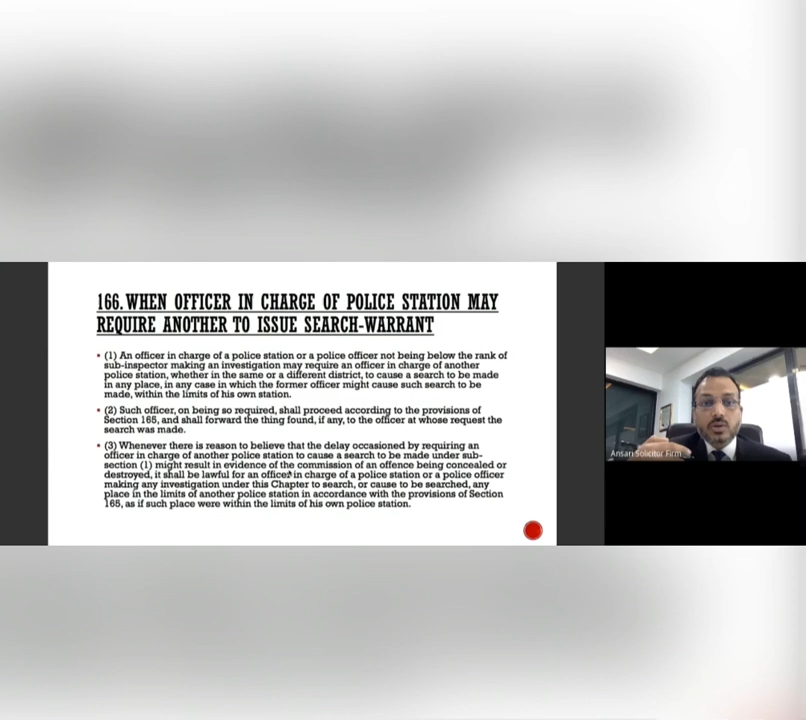 166. WHEN OFFICER IN CHARGE OF POLICE STATION MAY
REQUIRE ANOTHER TO ISSUE SEARCH-WARRANT
• (1) An officer in charge of a police station or a police officer not being below the rank of
sub-inspector making an investigation may require an officer in charge of another
police station, whether in the same or a different district, to cause a search to be made
in any place, in any case in which the former officer might cause such search to be
made, within the limits of his own station.
• (2) Such officer, on being so required, shall proceed according to the provisions of
Section 165, and shall forward the thing found, if any, to the officer at whose request the
search was made.
• (3) Whenever there is reason to believe that the delay occasioned by requiring an
officer in charge of another police station to cause a search to be made under sub-
section (1) might result in evidence of the commission of an offence being concealed or
destroyed, it shall be lawful for an officer in charge of a police station or a police officer
making any investigation under this Chapter to search, or cause to be searched, any
place in the limits of another police station in accordance with the provisions of Section
165, as if such place were within the limits of his own police station.
Ansari Solicitor Firm